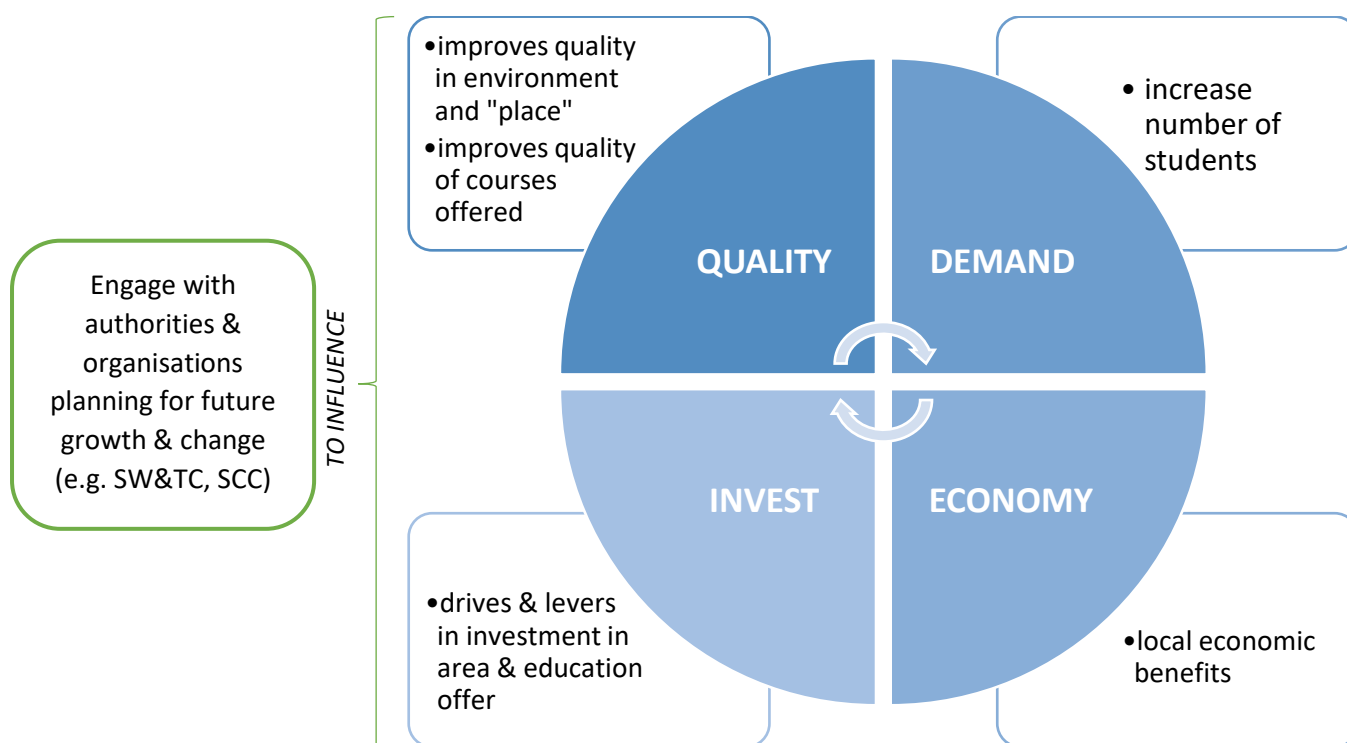 Engage with
authorities &
organisations
planning for future
growth & change
(e.g. SW&TC, SCC)
TO INFLUENCE
•improves quality
in environment
and "place"
•improves quality
of courses
offered
QUALITY
DEMAND
• increase
number of
students
INVEST
ECONOMY
•drives & levers
in investment in
area & education
offer
•local economic
benefits